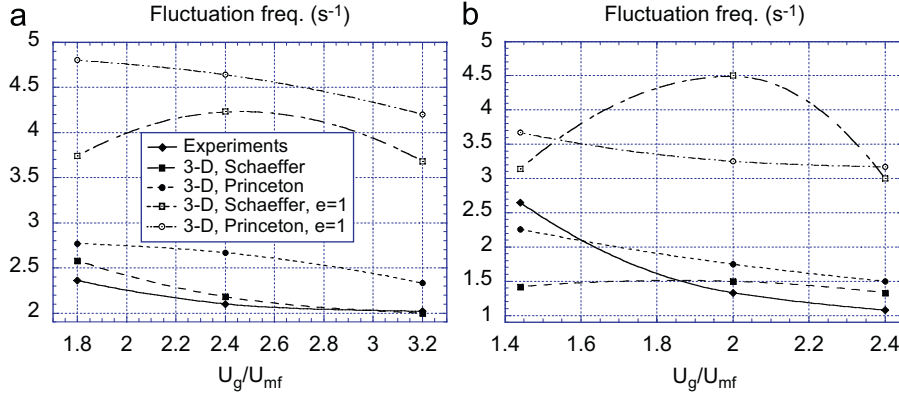 a
Fluctuation freq. (s-1)
5
4.5
4
3.5
3
2.5
2
Experiments
3-D, Schaeffer
3-D, Princeton
3-D, Schaeffer, e=1
3-D, Princeton, e=1
1.8 2 2.2 2.4 2.6 2.8 3 3.2
Ug/Umf
b
Fluctuation freq. (s-1)
5
4.5
4
3.5
3
2.5
2
1.5
1
1.4 1.6 1.8 2 2.2 2.4
Ug/Umf